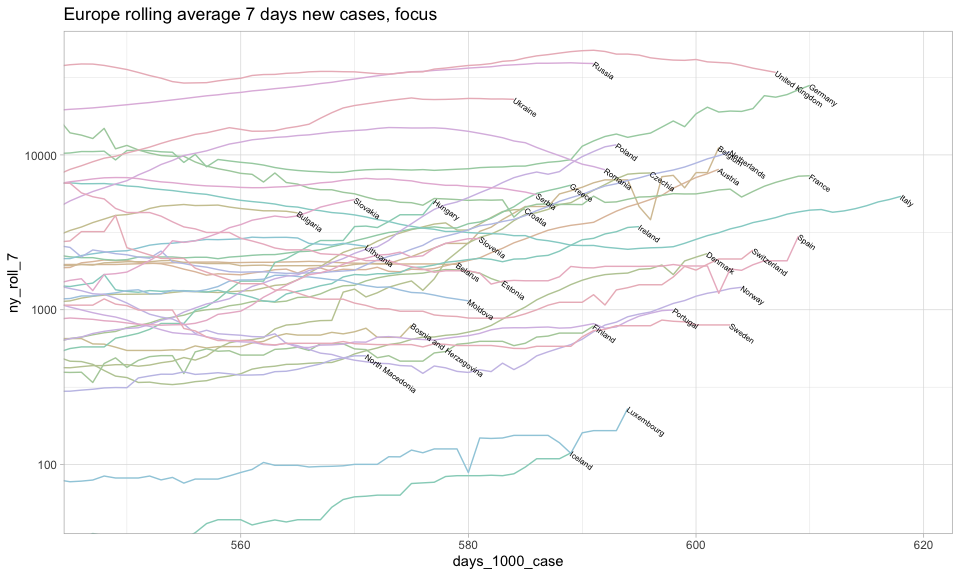 Europe rolling average 7 days new cases, focus
ny_roll_7
10000
1000
100
Russia
United Kingdom
Germany
Ukraine
Poland
Belgium
Netherlands
Romania
Czechy
Austria
France
Greece
Serbia
Croatia
Italy
Slovakia
Hungary
Bulgaria
Ireland
Spain
Lithuania
Slovenia
Denmark
Switzerland
Belarus
Estonia
Norway
Moldova
Portugal
Bosnia and Herzegovina
Finland
Sweden
North Macedonia
Luxembourg
Iceland
560
580
600
620
days_1000_case